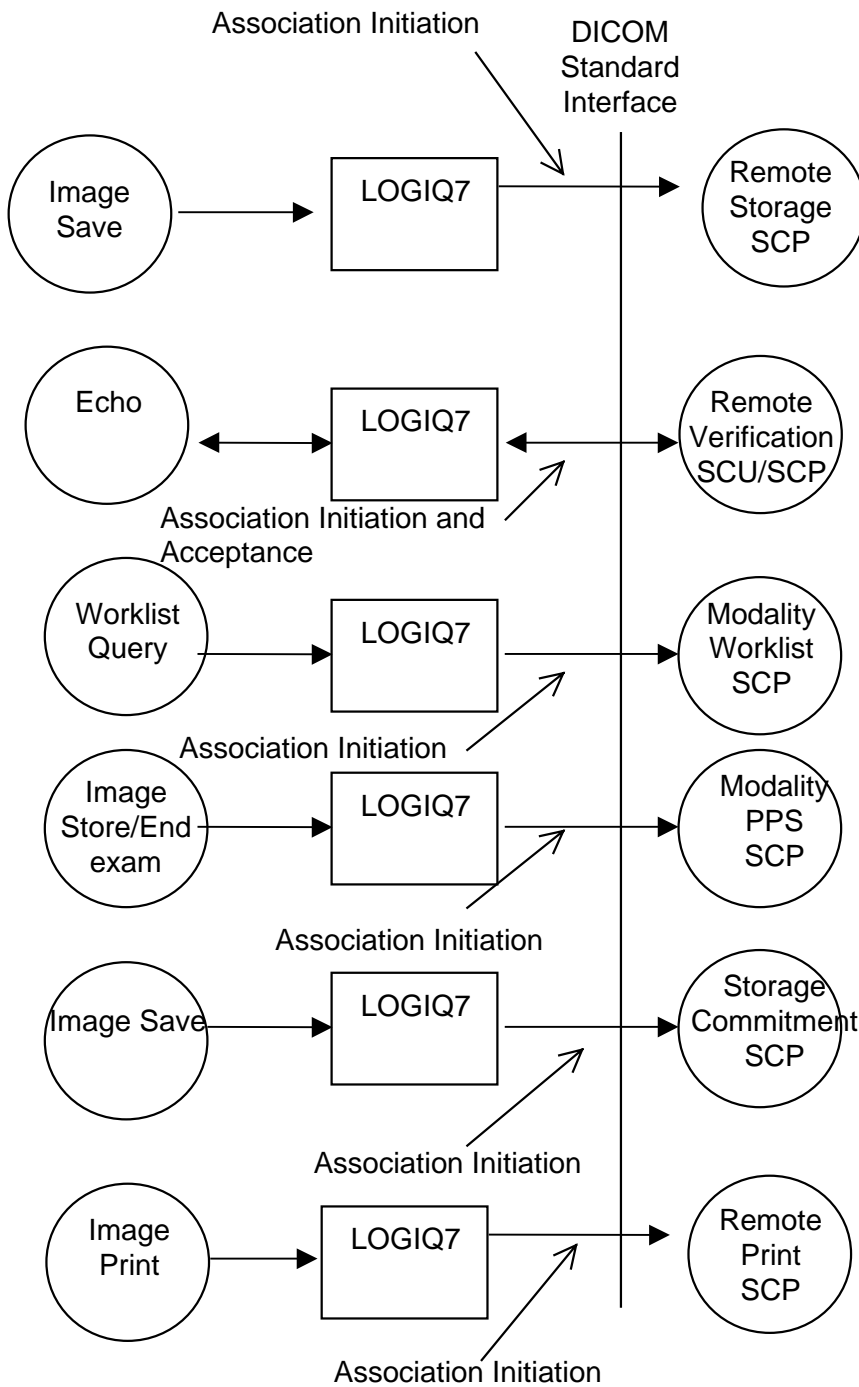 Association Initiation
DICOM
Standard
Interface
Image
Save
LOGIQ7
Remote
Storage
SCP
Echo
LOGIQ7
Remote
Verification
SCU/SCP
Association Initiation and
Acceptance
Worklist
Query
LOGIQ7
Modality
Worklist
SCP
Association Initiation
Image
Store/End
exam
LOGIQ7
Modality
PPS
SCP
Association Initiation
Image Save
LOGIQ7
Storage
Commitment
SCP
Association Initiation
Image
Print
LOGIQ7
Remote
Print
SCP
Association Initiation